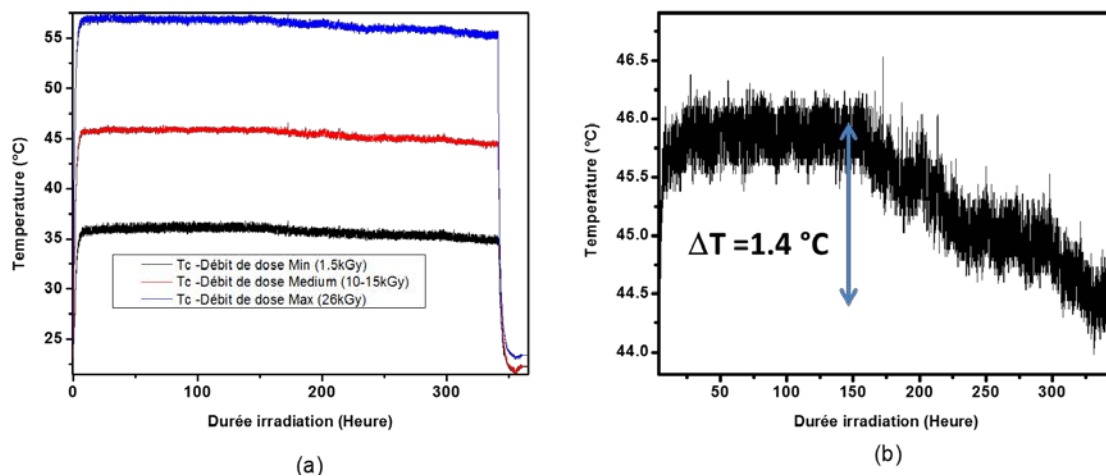 55
50
45
40
35
30
25
Temperature (°C)
Tc -Débit de dose Min (1.5kGy)
Tc -Débit de dose Medium (10-15kGy)
Tc -Débit de dose Max (26kGy)
0 100 200 300
Durée irradiation (Heure)
(a)
46.5
46.0
45.5
45.0
44.5
44.0
Temperature (°C)
ΔT =1.4 °C
50 100 150 200 250 300
Durée irradiation (Heure)
(b)